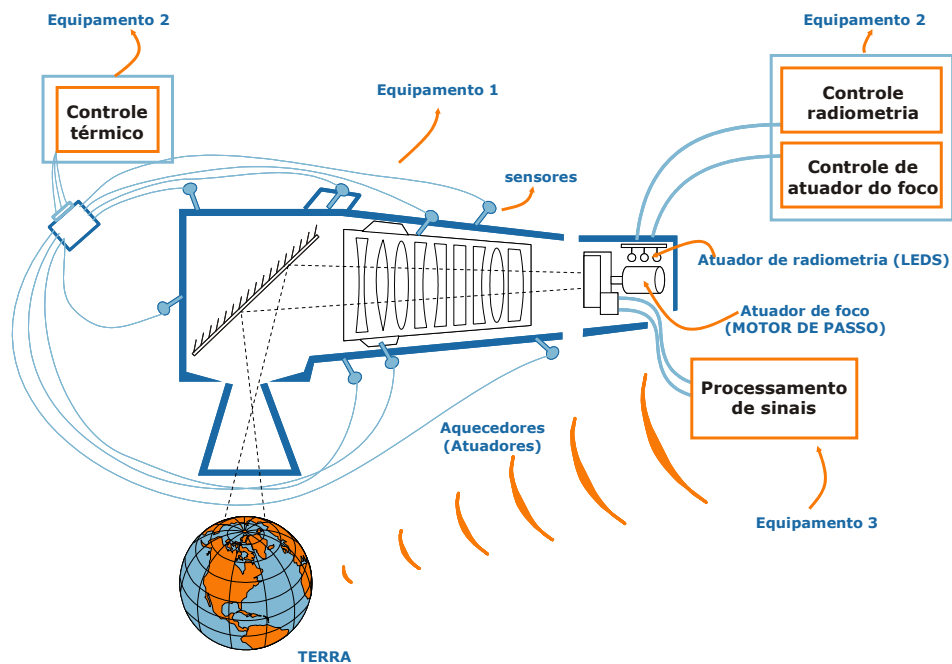 Equipamento 2
Equipamento 2
Controle
térmico
Equipamento 1
Controle
radiometria
sensores
Controle de
atuador do foco
Atuador de radiometria (LEDS)
Atuador de foco
(MOTOR DE PASSO)
Processamento
de sinais
Aquecedores
(Atuadores)
Equipamento 3
TERRA